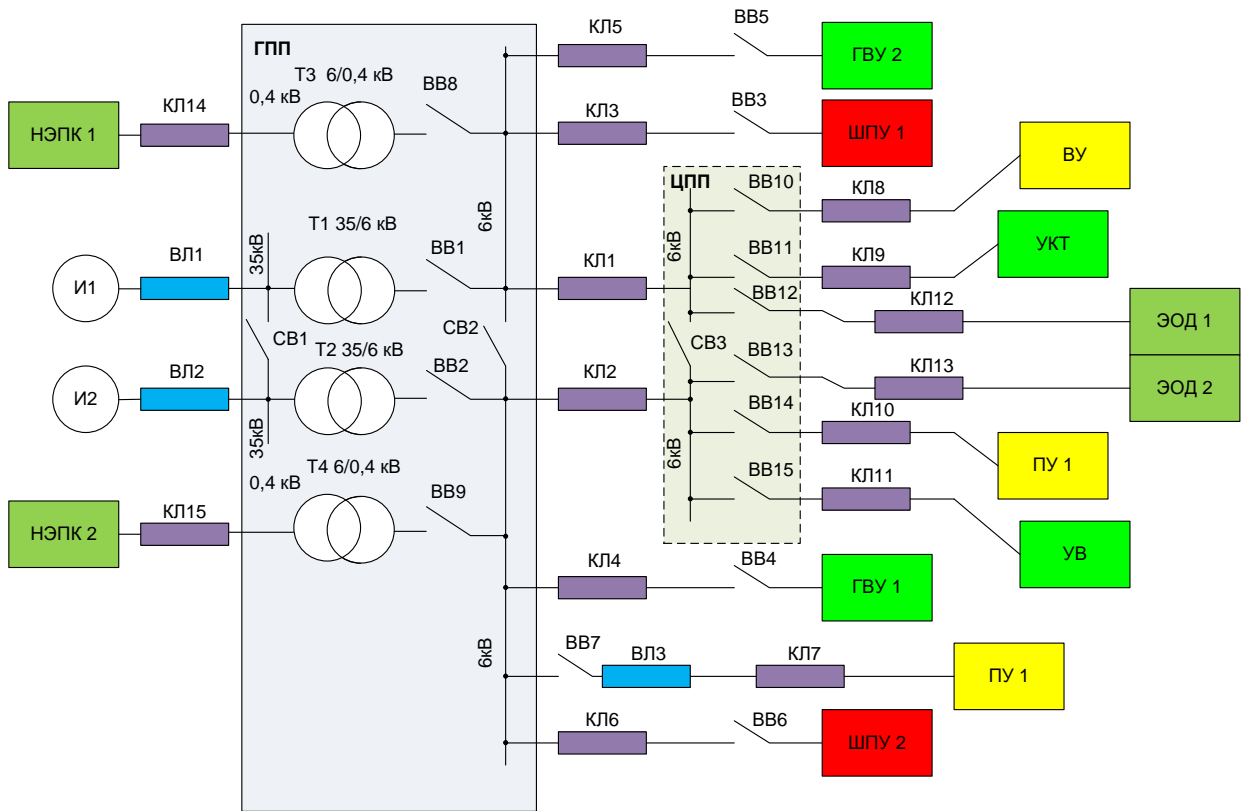 КЛ5
ВВ5
ГВУ 2
ГПП
Т3 6/0,4 кВ
0,4 кВ
ВВ8
КЛ14
НЭПК 1
КЛ3
ВВ3
ШПУ 1
ВУ
ЦПП
ВВ10
КЛ8
6кВ
Т1 35/6 кВ
35кВ
ВВ1
6кВ
ВВ11
КЛ9
УКТ
И1
ВЛ1
КЛ1
ВВ12
КЛ12
ЭОД 1
СВ1
СВ2
СВ3
Т2 35/6 кВ
И2
ВЛ2
ВВ2
КЛ2
ВВ13
КЛ13
ЭОД 2
35кВ
ВВ14
КЛ10
ПУ 1
6кВ
Т4 6/0,4 кВ
0,4 кВ
ВВ9
КЛ15
НЭПК 2
ВВ15
КЛ11
УВ
КЛ4
ВВ4
ГВУ 1
6кВ
ВВ7
ВЛ3
КЛ7
ПУ 1
КЛ6
ВВ6
ШПУ 2